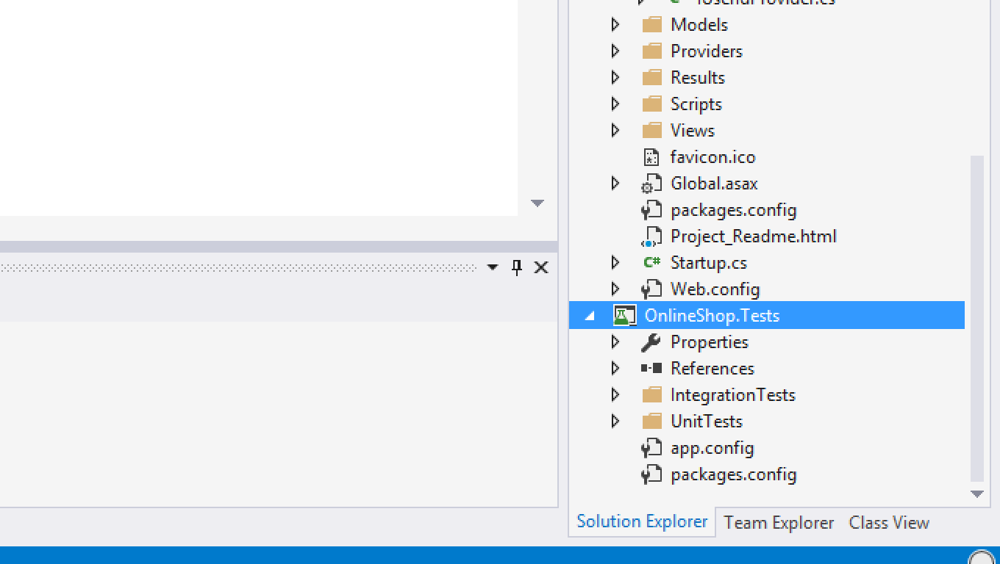 Models
Providers
Results
Scripts
Views
favicon.ico
Global.asax
packages.config
Project_Readme.html
C# Startup.cs
Web.config
OnlineShop.Tests
Properties
References
IntegrationTests
UnitTests
app.config
packages.config
Solution Explorer Team Explorer Class View